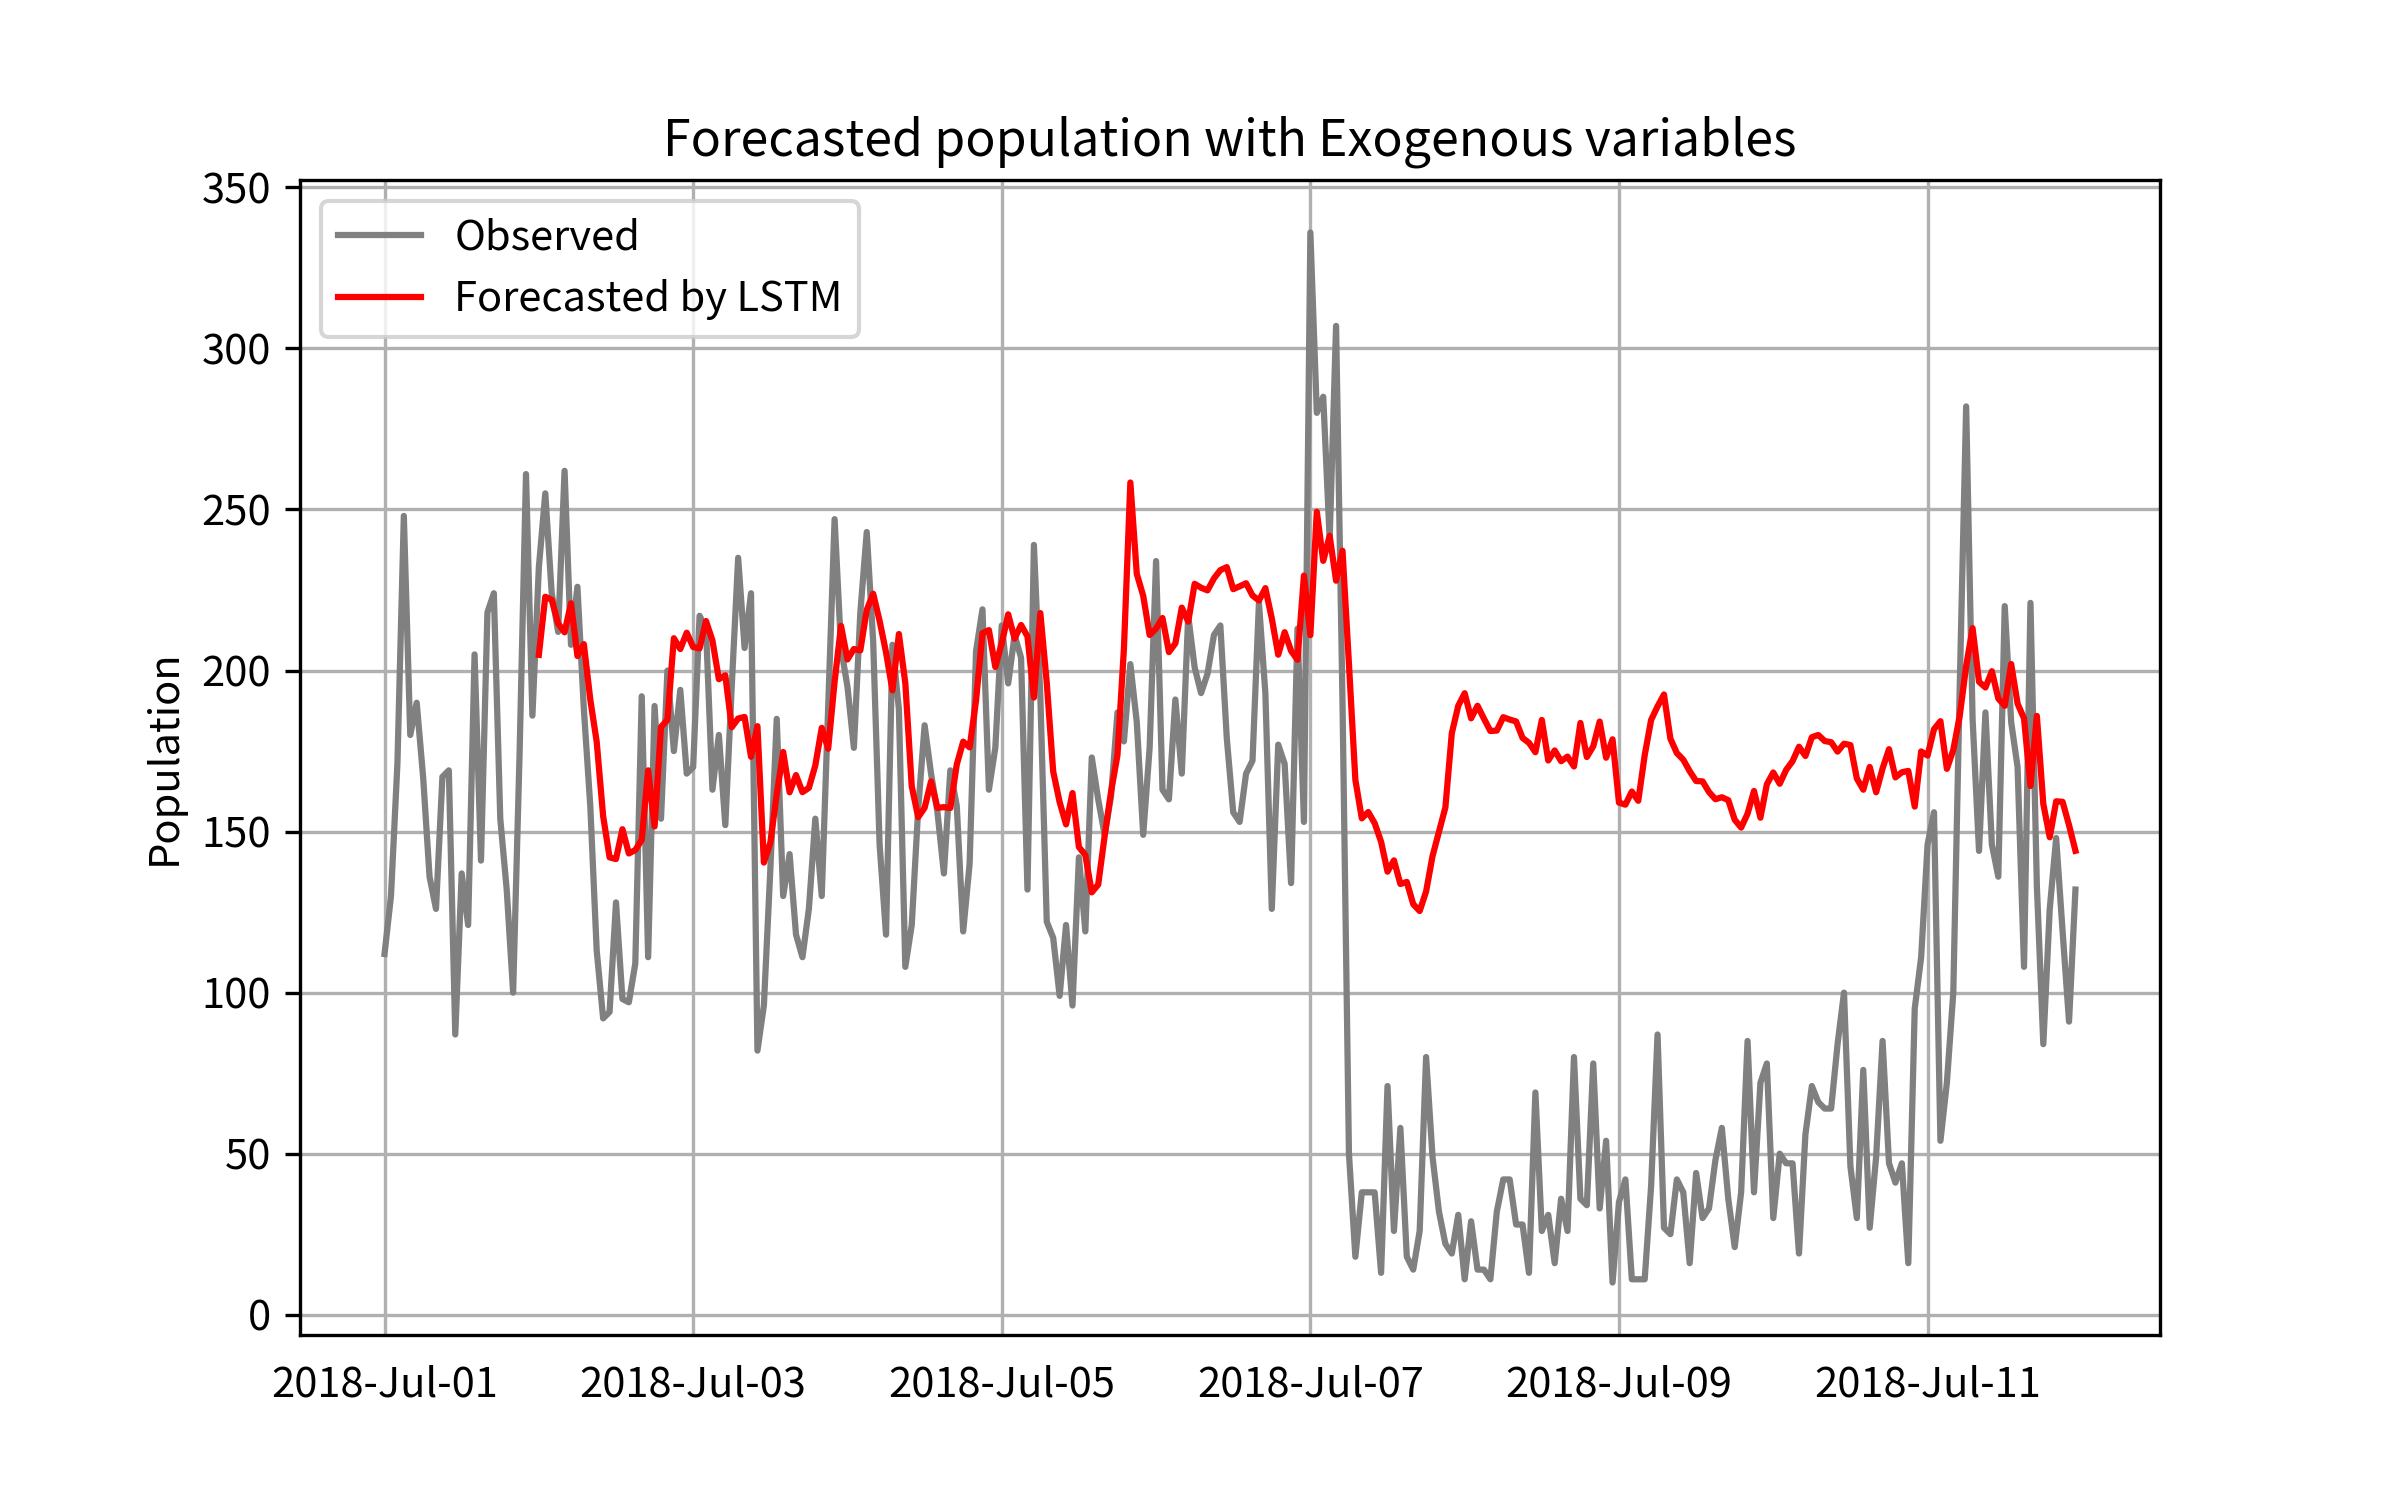 Forecasted population with Exogenous variables
350
300
250
200
150
100
50
0
Population
Observed
Forecasted by LSTM
2018-Jul-01
2018-Jul-03
2018-Jul-05
2018-Jul-07
2018-Jul-09
2018-Jul-11